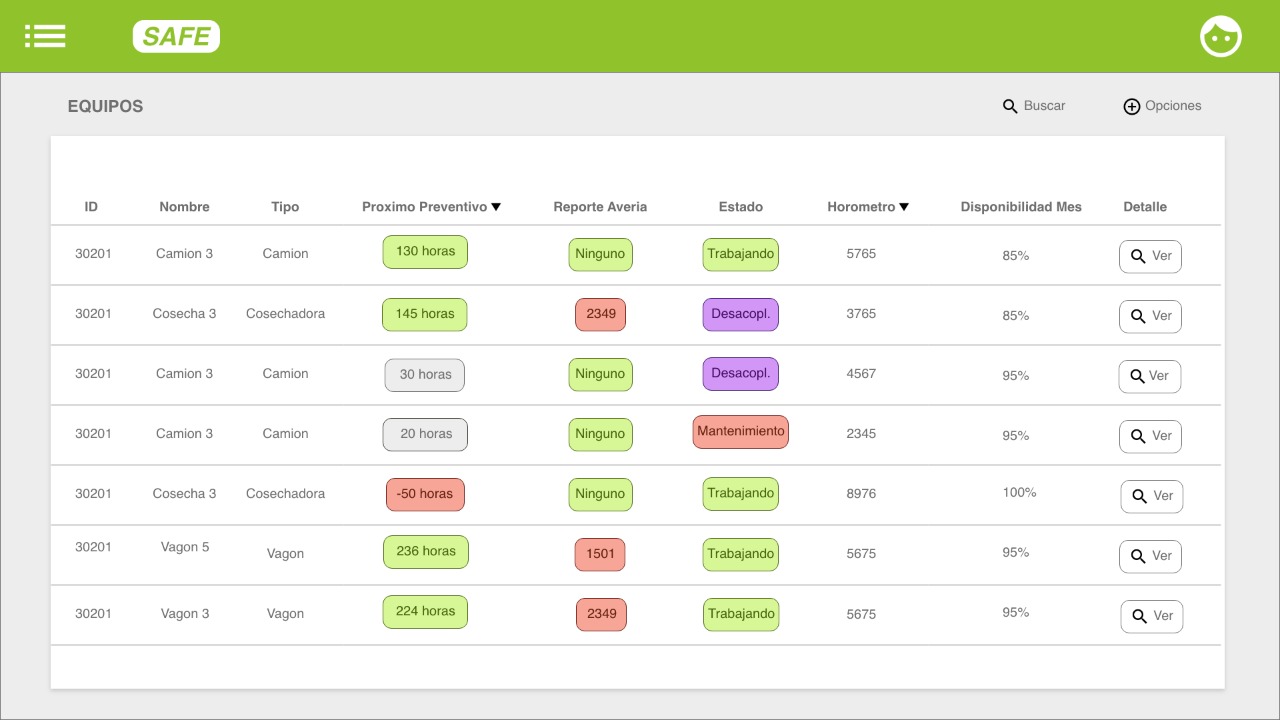 SAFE
EQUIPOS Buscar Opciones
ID Nombre Tipo Proximo Preventivo Reporte Averia Estado Horometro Disponibilidad Mes Detalle
30201 Camion 3 Camion 130 horas Ninguno Trabajando 5765 85% Ver
30201 Cosecha 3 Cosechadora 145 horas 2349 Desacopl. 3765 85% Ver
30201 Camion 3 Camion 30 horas Ninguno Desacopl. 4567 95% Ver
30201 Camion 3 Camion 20 horas Ninguno Mantenimiento 2345 95% Ver
30201 Cosecha 3 Cosechadora -50 horas Ninguno Trabajando 8976 100% Ver
30201 Vagon 5 Vagon 236 horas 1501 Trabajando 5675 95% Ver
30201 Vagon 3 Vagon 224 horas 2349 Trabajando 5675 95% Ver